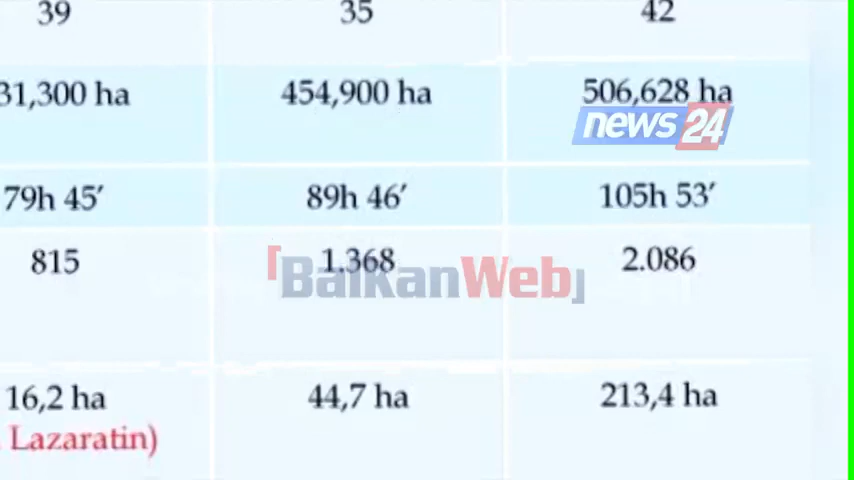 39 35 42
31,300 ha 454,900 ha 506,628 ha
news 24
79h 45′ 89h 46′ 105h 53′
815 1.368 2.086
BalkanWeb
16,2 ha 44,7 ha 213,4 ha
Lazaratin)